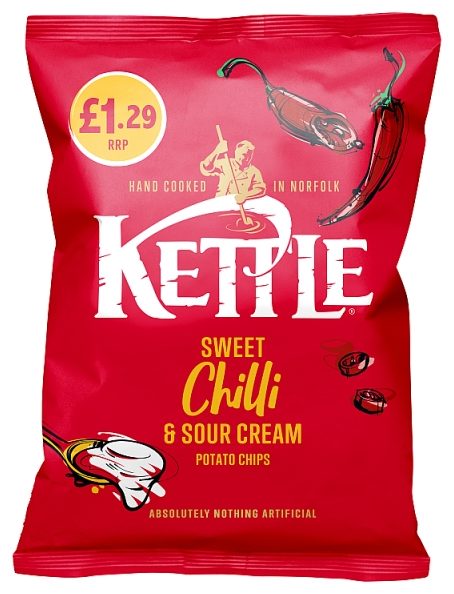 £1.29
RRP
HAND COOKED IN NORFOLK
KETTLE®
SWEET
Chilli
& SOUR CREAM
POTATO CHIPS
ABSOLUTELY NOTHING ARTIFICIAL